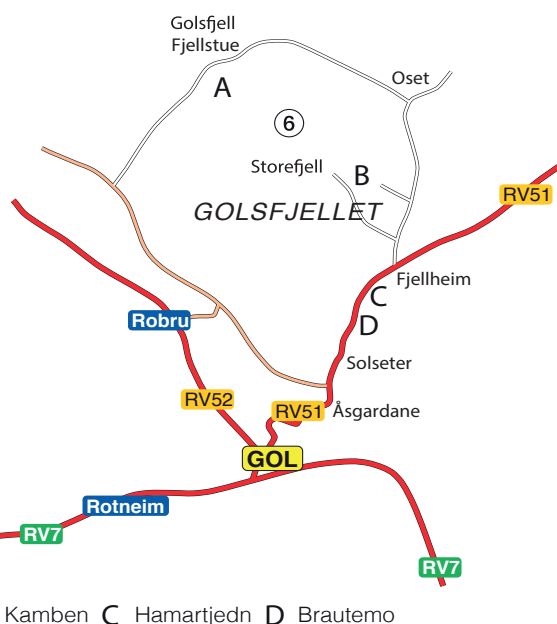 Golsfjell
Fjellstue
A
Oset
6
Storefjell
B
RV51
GOLSFJELLET
Fjellheim
C
Robru
D
Solseter
RV52
RV51
Åsgardane
GOL
Rotneim
RV7
RV7
Kamben C Hamartjedn D Brautemo